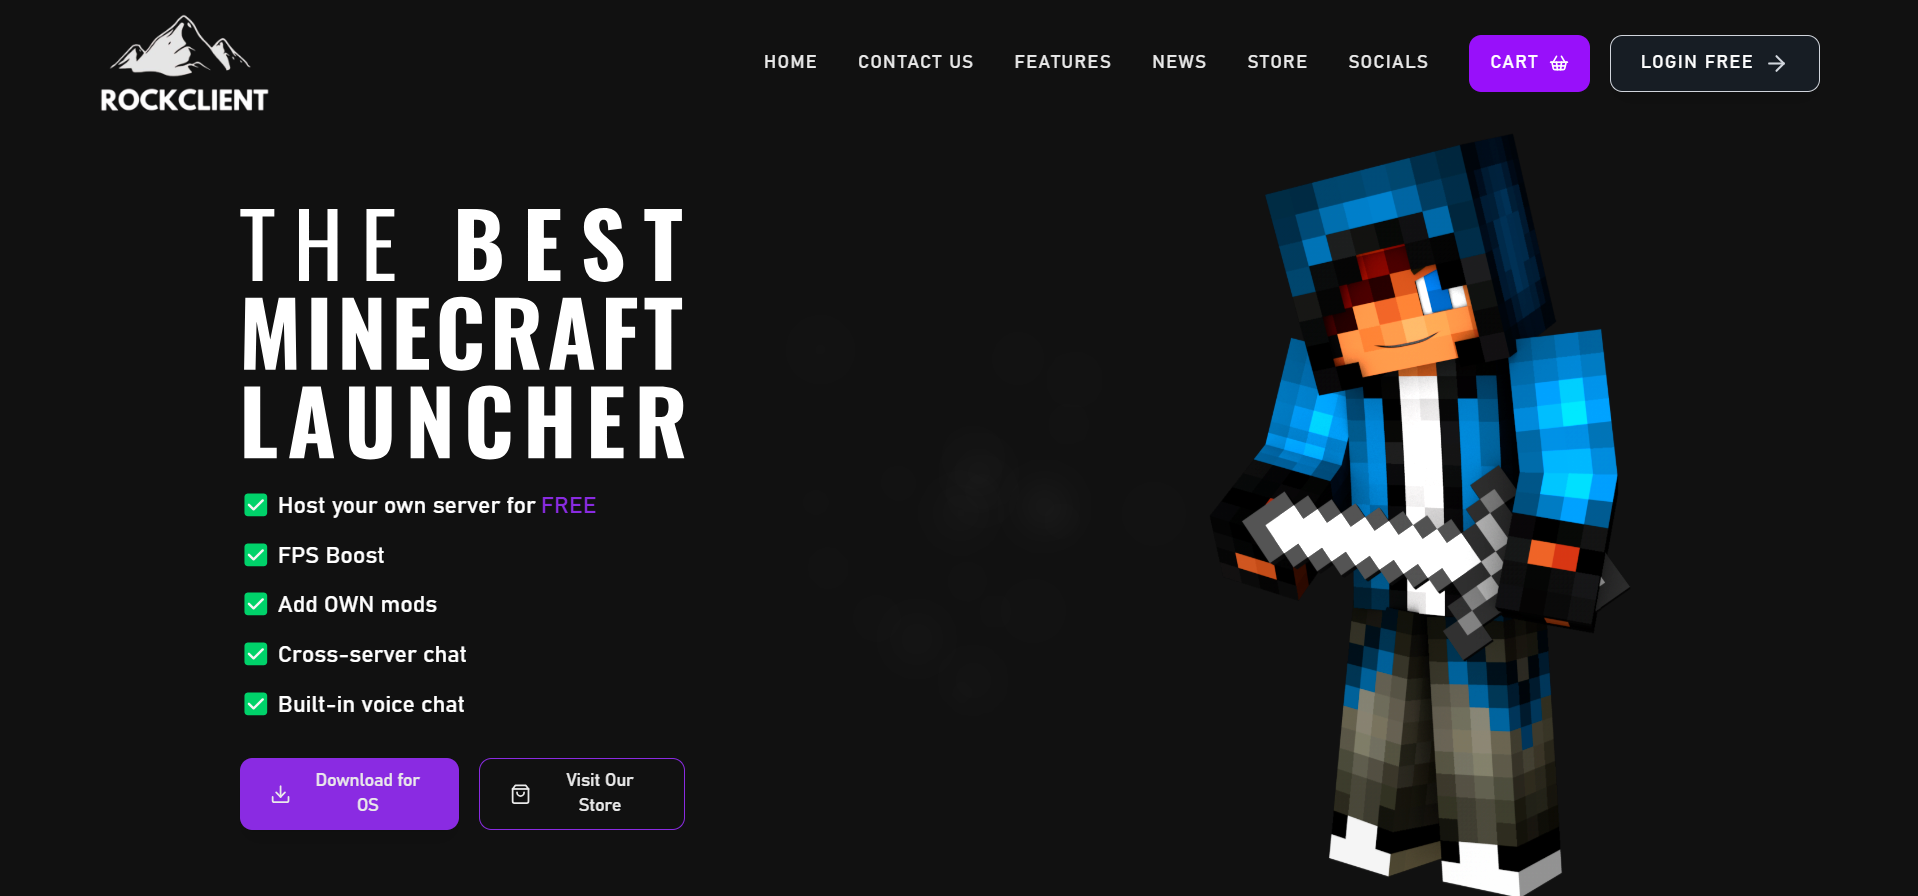 ROCKCLIENT
HOME
CONTACT US
FEATURES
NEWS
STORE
SOCIALS
CART
LOGIN FREE
THE BEST
MINECRAFT
LAUNCHER
Host your own server for FREE
FPS Boost
Add OWN mods
Cross-server chat
Built-in voice chat
Download for
OS
Visit Our
Store